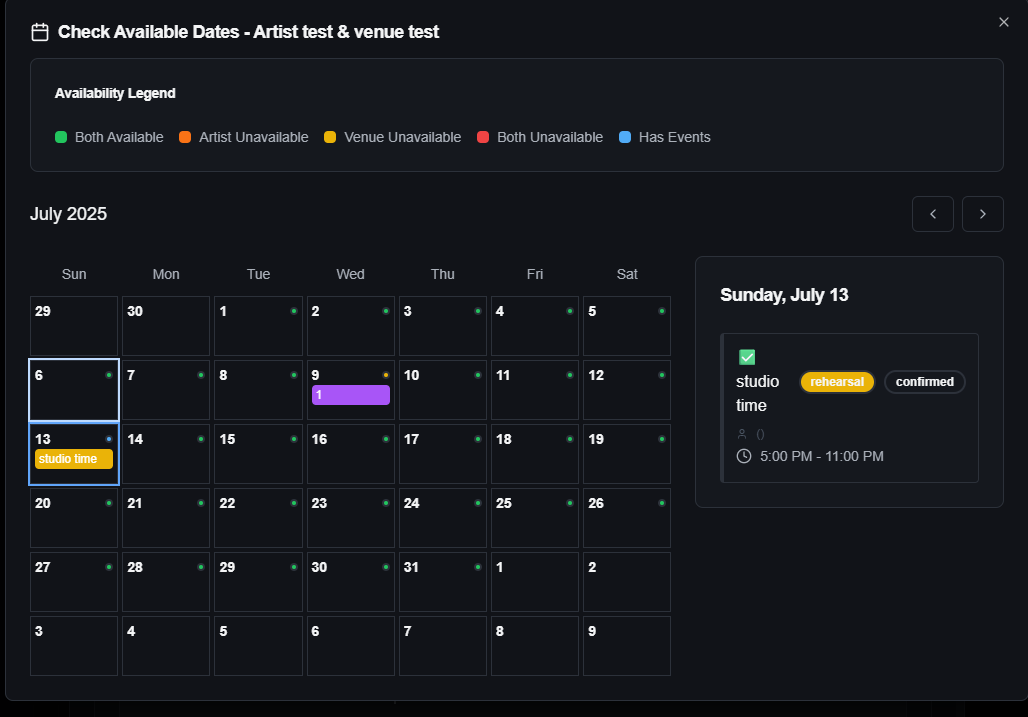 Check Available Dates - Artist test & venue test
Availability Legend
Both Available Artist Unavailable Venue Unavailable Both Unavailable Has Events
July 2025
Sun Mon Tue Wed Thu Fri Sat
29 30 1 2 3 4 5
6 7 8 9 10 11 12
1
13 14 15 16 17 18 19
studio time
20 21 22 23 24 25 26
27 28 29 30 31 1 2
3 4 5 6 7 8 9
Sunday, July 13
studio rehearsal confirmed
time
()
5:00 PM - 11:00 PM